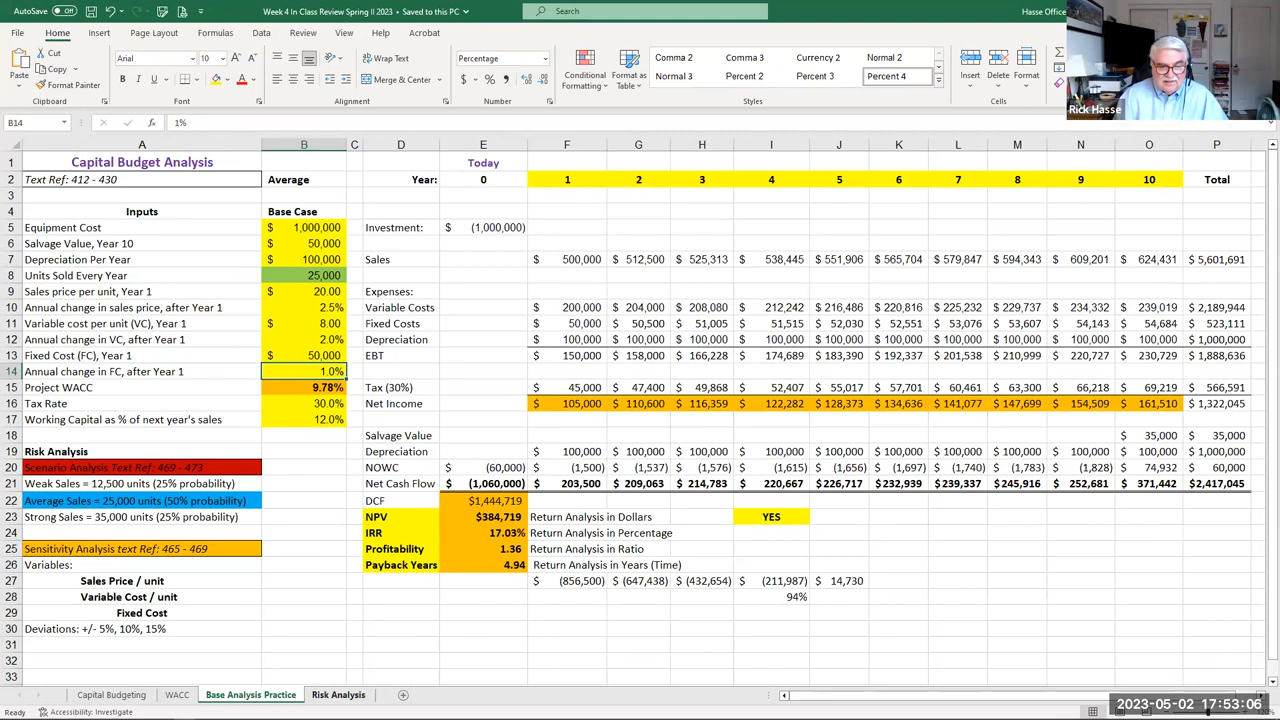 AutoSave Off Week 4 In Class Review Spring II 2023 • Saved to this PC Search Hasse Office
File Home Insert Page Layout Formulas Data Review View Help Acrobat
Cut
Copy
Format Painter
Paste
Arial 10
B I U
Wrap Text
Merge & Center
Percentage
$ % ,
Conditional Formatting
Format as Table
Comma 2 Comma 3 Currency 2 Normal 2
Normal 3 Percent 2 Percent 3 Percent 4
Insert Delete Format
Clipboard Font Alignment Number Styles Cells
Rick Hasse
B14 fx 1%
A B C D E F G H I J K L M N O P
1 Capital Budget Analysis Today
2 Text Ref: 412 - 430 Average Year: 0 1 2 3 4 5 6 7 8 9 10 Total
3
4 Inputs Base Case
5 Equipment Cost $ 1,000,000 Investment: $ (1,000,000)
6 Salvage Value, Year 10 $ 50,000
7 Depreciation Per Year $ 100,000 Sales $ 500,000 $ 512,500 $ 525,313 $ 538,445 $ 551,906 $ 565,704 $ 579,847 $ 594,343 $ 609,201 $ 624,431 $ 5,601,691
8 Units Sold Every Year 25,000
9 Sales price per unit, Year 1 $ 20.00 Expenses:
10 Annual change in sales price, after Year 1 2.5% Variable Costs $ 200,000 $ 204,000 $ 208,080 $ 212,242 $ 216,486 $ 220,816 $ 225,232 $ 229,737 $ 234,332 $ 239,019 $ 2,189,944
11 Variable cost per unit (VC), Year 1 $ 8.00 Fixed Costs $ 50,000 $ 50,500 $ 51,005 $ 51,515 $ 52,030 $ 52,551 $ 53,076 $ 53,607 $ 54,143 $ 54,684 $ 523,111
12 Annual change in VC, after Year 1 2.0% Depreciation $ 100,000 $ 100,000 $ 100,000 $ 100,000 $ 100,000 $ 100,000 $ 100,000 $ 100,000 $ 100,000 $ 100,000 $ 1,000,000
13 Fixed Cost (FC), Year 1 $ 50,000 EBT $ 150,000 $ 158,000 $ 166,228 $ 174,689 $ 183,390 $ 192,337 $ 201,538 $ 210,999 $ 220,727 $ 230,729 $ 1,888,636
14 Annual change in FC, after Year 1 1.0%
15 Project WACC 9.78% Tax (30%) $ 45,000 $ 47,400 $ 49,868 $ 52,407 $ 55,017 $ 57,701 $ 60,461 $ 63,300 $ 66,218 $ 69,219 $ 566,591
16 Tax Rate 30.0% Net Income $ 105,000 $ 110,600 $ 116,359 $ 122,282 $ 128,373 $ 134,636 $ 141,077 $ 147,699 $ 154,509 $ 161,510 $ 1,322,045
17 Working Capital as % of next year's sales 12.0%
18 Salvage Value $ 35,000 $ 35,000
19 Risk Analysis Depreciation $ 100,000 $ 100,000 $ 100,000 $ 100,000 $ 100,000 $ 100,000 $ 100,000 $ 100,000 $ 100,000 $ 100,000 $ 1,000,000
20 Scenario Analysis Text Ref: 469 - 473 NOWC $ (60,000) $ (1,500) $ (1,537) $ (1,576) $ (1,615) $ (1,656) $ (1,697) $ (1,740) $ (1,783) $ (1,828) $ 74,932 $ 60,000
21 Weak Sales = 12,500 units (25% probability) Net Cash Flow $ (1,060,000) $ 203,500 $ 209,063 $ 214,783 $ 220,667 $ 226,717 $ 232,939 $ 239,337 $ 245,916 $ 252,681 $ 371,442 $ 2,417,045
22 Average Sales = 25,000 units (50% probability) DCF $1,444,719
23 Strong Sales = 35,000 units (25% probability) NPV $384,719 Return Analysis in Dollars YES
24 IRR 17.03% Return Analysis in Percentage
25 Sensitivity Analysis text Ref: 465 - 469 Profitability 1.36 Return Analysis in Ratio
26 Variables: Payback Years 4.94 Return Analysis in Years (Time)
27 Sales Price / unit $ (856,500) $ (647,438) $ (432,654) $ (211,987) $ 14,730
28 Variable Cost / unit 94%
29 Fixed Cost
30 Deviations: +/- 5%, 10%, 15%
31
32
33
Capital Budgeting WACC Base Analysis Practice Risk Analysis
Ready Accessibility: Investigate
2023-05-02 17:53:06